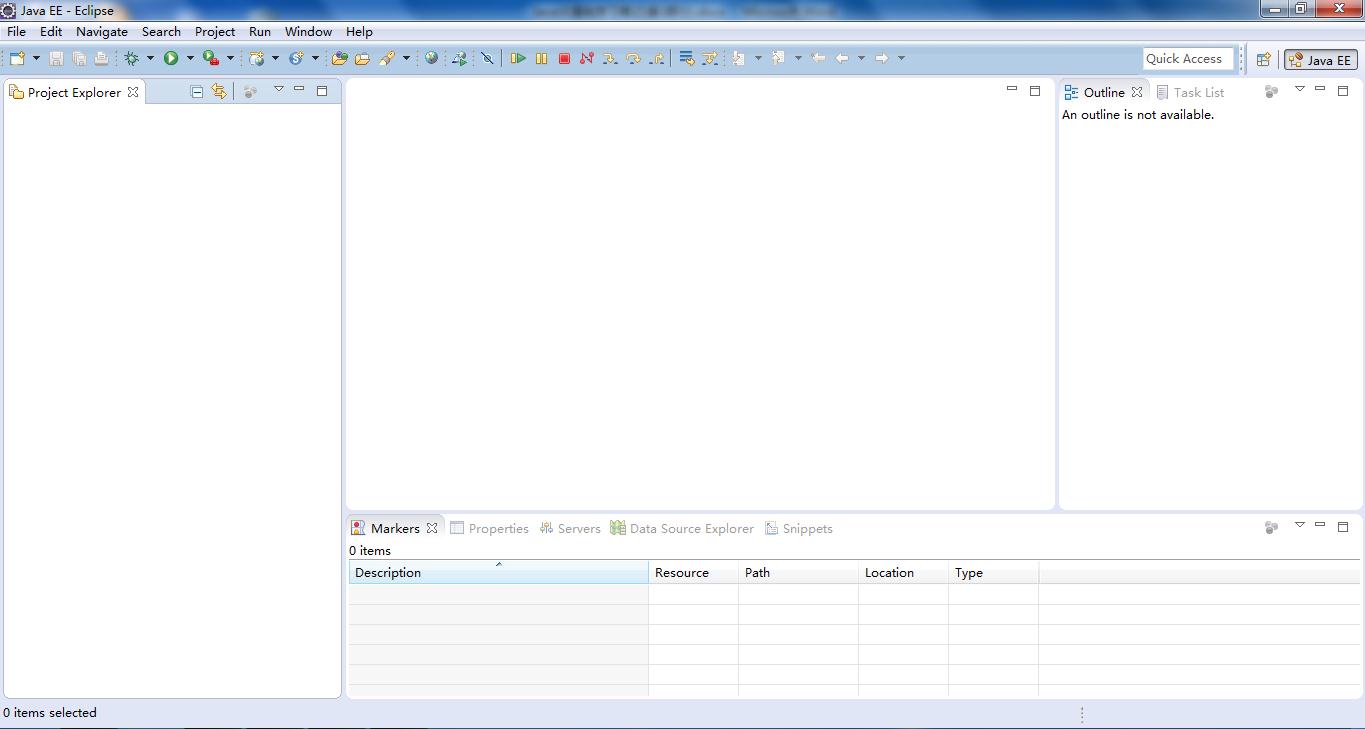 Java EE - Eclipse
File Edit Navigate Search Project Run Window Help
Quick Access Java EE
Project Explorer
Outline Task List
An outline is not available.
Markers Properties Servers Data Source Explorer Snippets
0 items
Description Resource Path Location Type
0 items selected